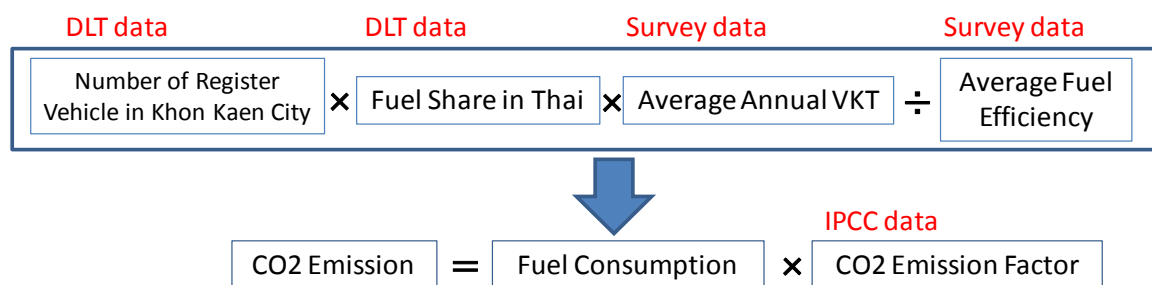 DLT data
DLT data
Survey data
Survey data
Number of Register
Vehicle in Khon Kaen City
×
Fuel Share in Thai
×
Average Annual VKT
÷
Average Fuel
Efficiency
IPCC data
CO2 Emission
=
Fuel Consumption
×
CO2 Emission Factor